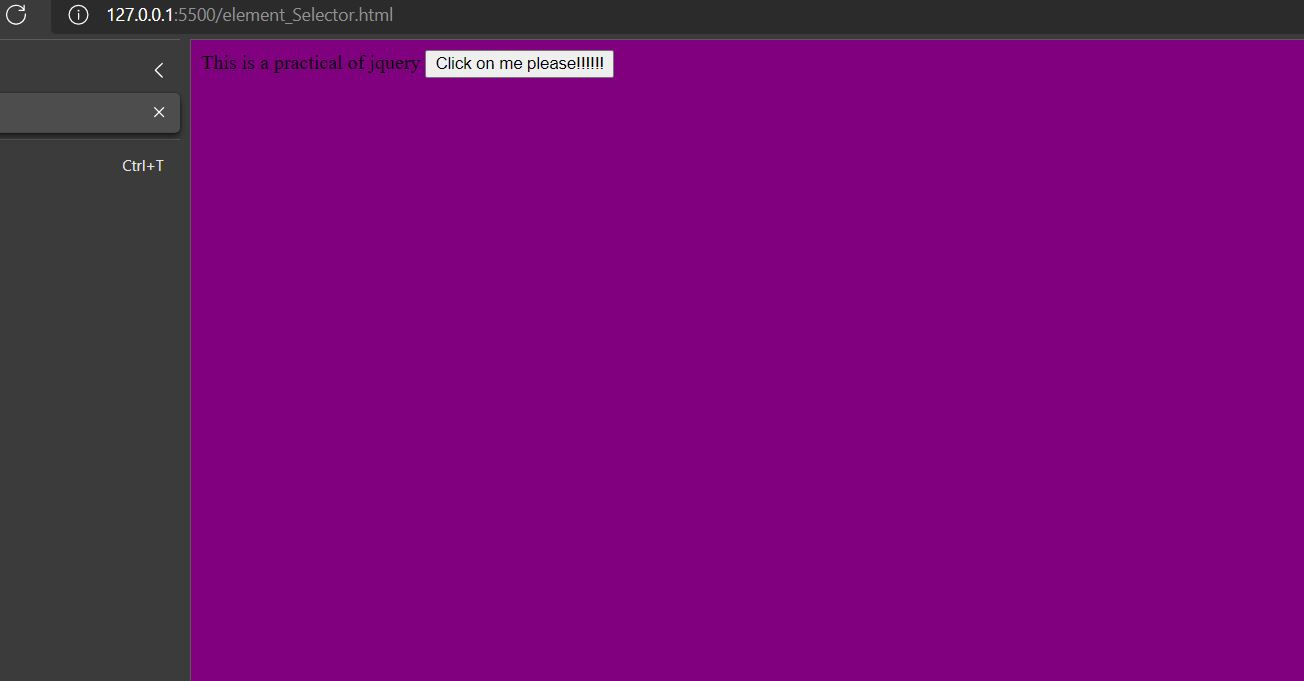 127.0.0.1:5500/element_Selector.html
This is a practical of jquery Click on me please!!!!!!
Ctrl+T